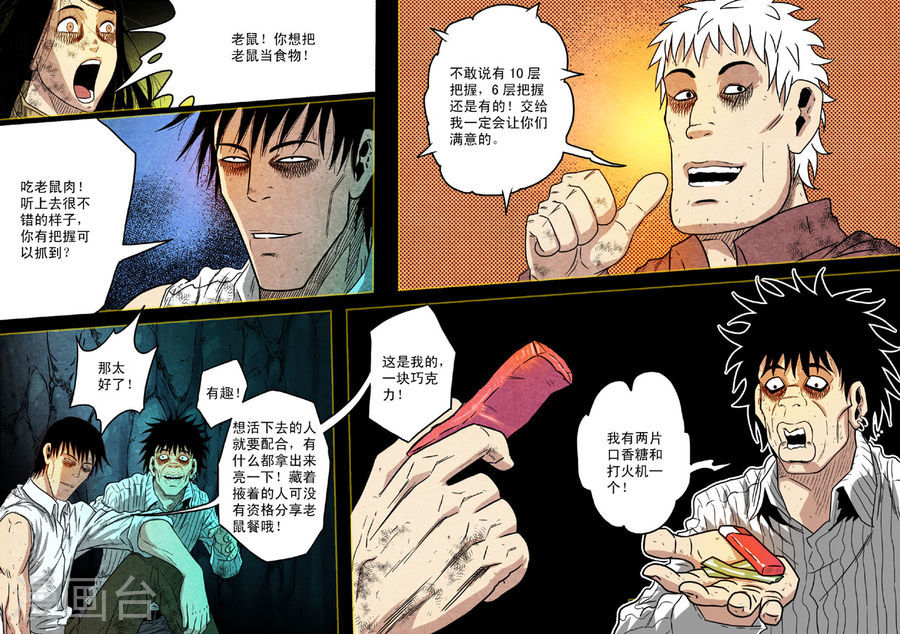 老鼠！你想把
老鼠当食物！
吃老鼠肉！
听上去很不
错的样子，
你有把握可
以抓到？
不敢说有10层
把握，6层把握
还是有的！交给
我一定会让你们
满意的。
那太
好了！
有趣！
想活下去的人
就要配合，有
什么都拿出来
亮一下！藏着
掖着的人可没
有资格分享老
鼠餐哦！
这是我的，
一块巧克
力！
我有两片
口香糖和
打火机一
个！
漫画台